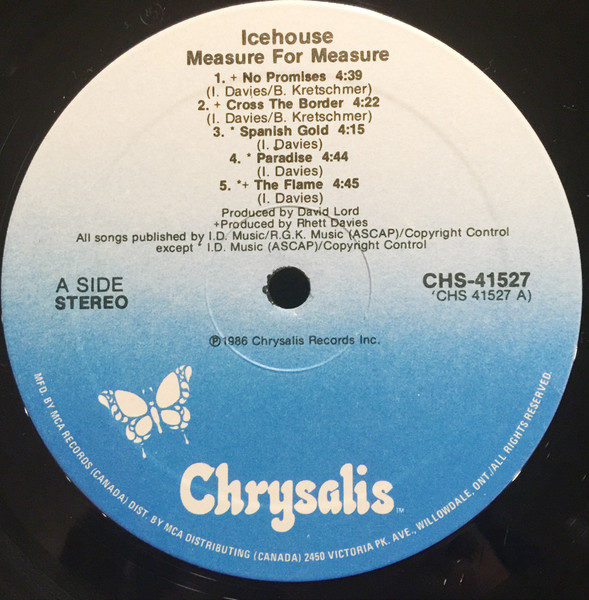 Icehouse
Measure For Measure
1. + No Promises 4:39
(I. Davies/B. Kretschmer)
2. + Cross The Border 4:22
(I. Davies/B. Kretschmer)
3. * Spanish Gold 4:15
(I. Davies)
4. * Paradise 4:44
(I. Davies)
5. *+ The Flame 4:45
(I. Davies)
Produced by David Lord
+Produced by Rhett Davies
All songs published by I.D. Music/R.G.K. Music (ASCAP)/Copyright Control
except * I.D. Music (ASCAP)/Copyright Control
A SIDE
STEREO
CHS-41527
(CHS 41527 A)
℗1986 Chrysalis Records Inc.
Chrysalis™
MFD. BY MCA RECORDS (CANADA) DIST. BY MCA DISTRIBUTING (CANADA) 2450 VICTORIA PK. AVE., WILLOWDALE, ONT./ALL RIGHTS RESERVED.